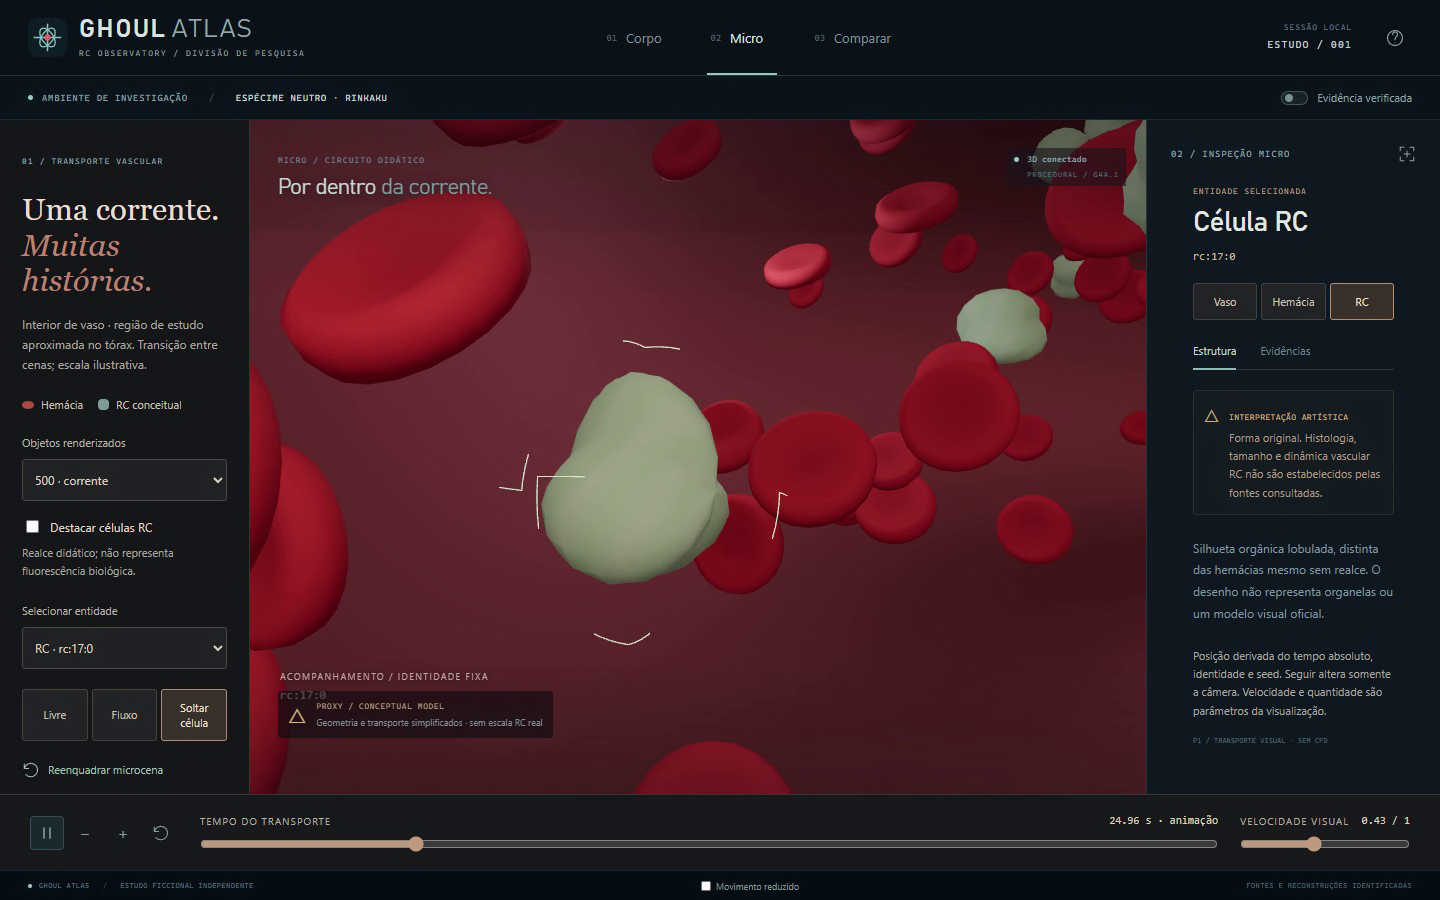 GHOUL ATLAS
RC OBSERVATORY / DIVISÃO DE PESQUISA
01 Corpo
02 Micro
03 Comparar
SESSÃO LOCAL
ESTUDO / 001
?
AMBIENTE DE INVESTIGAÇÃO / ESPÉCIME NEUTRO · RINKAKU
Evidência verificada
01 / TRANSPORTE VASCULAR
Uma corrente.
Muitas
histórias.
Interior de vaso · região de estudo
aproximada no tórax. Transição entre
cenas; escala ilustrativa.
Hemácia
RC conceitual
Objetos renderizados
500 · corrente
Destacar células RC
Realce didático; não representa
fluorescência biológica.
Selecionar entidade
RC · rc:17:0
Livre
Fluxo
Soltar
célula
Reenquadrar microcena
MICRO / CIRCUITO DIDÁTICO
Por dentro da corrente.
3D conectado
PROCEDURAL / G4A.1
ACOMPANHAMENTO / IDENTIDADE FIXA
rc:17:0
PROXY / CONCEPTUAL MODEL
Geometria e transporte simplificados · sem escala RC real
02 / INSPEÇÃO MICRO
ENTIDADE SELECIONADA
Célula RC
rc:17:0
Vaso
Hemácia
RC
Estrutura
Evidências
INTERPRETAÇÃO ARTÍSTICA
Forma original. Histologia,
tamanho e dinâmica vascular
RC não são estabelecidos pelas
fontes consultadas.
Silhueta orgânica lobulada, distinta
das hemácias mesmo sem realce. O
desenho não representa organelas ou
um modelo visual oficial.
Posição derivada do tempo absoluto,
identidade e seed. Seguir altera somente
a câmera. Velocidade e quantidade são
parâmetros da visualização.
P1 / TRANSPORTE VISUAL · SEM CFD
− +
TEMPO DO TRANSPORTE
24.96 s · animação
VELOCIDADE VISUAL
0.43 / 1
GHOUL ATLAS / ESTUDO FICCIONAL INDEPENDENTE
Movimento reduzido
FONTES E RECONSTRUÇÕES IDENTIFICADAS